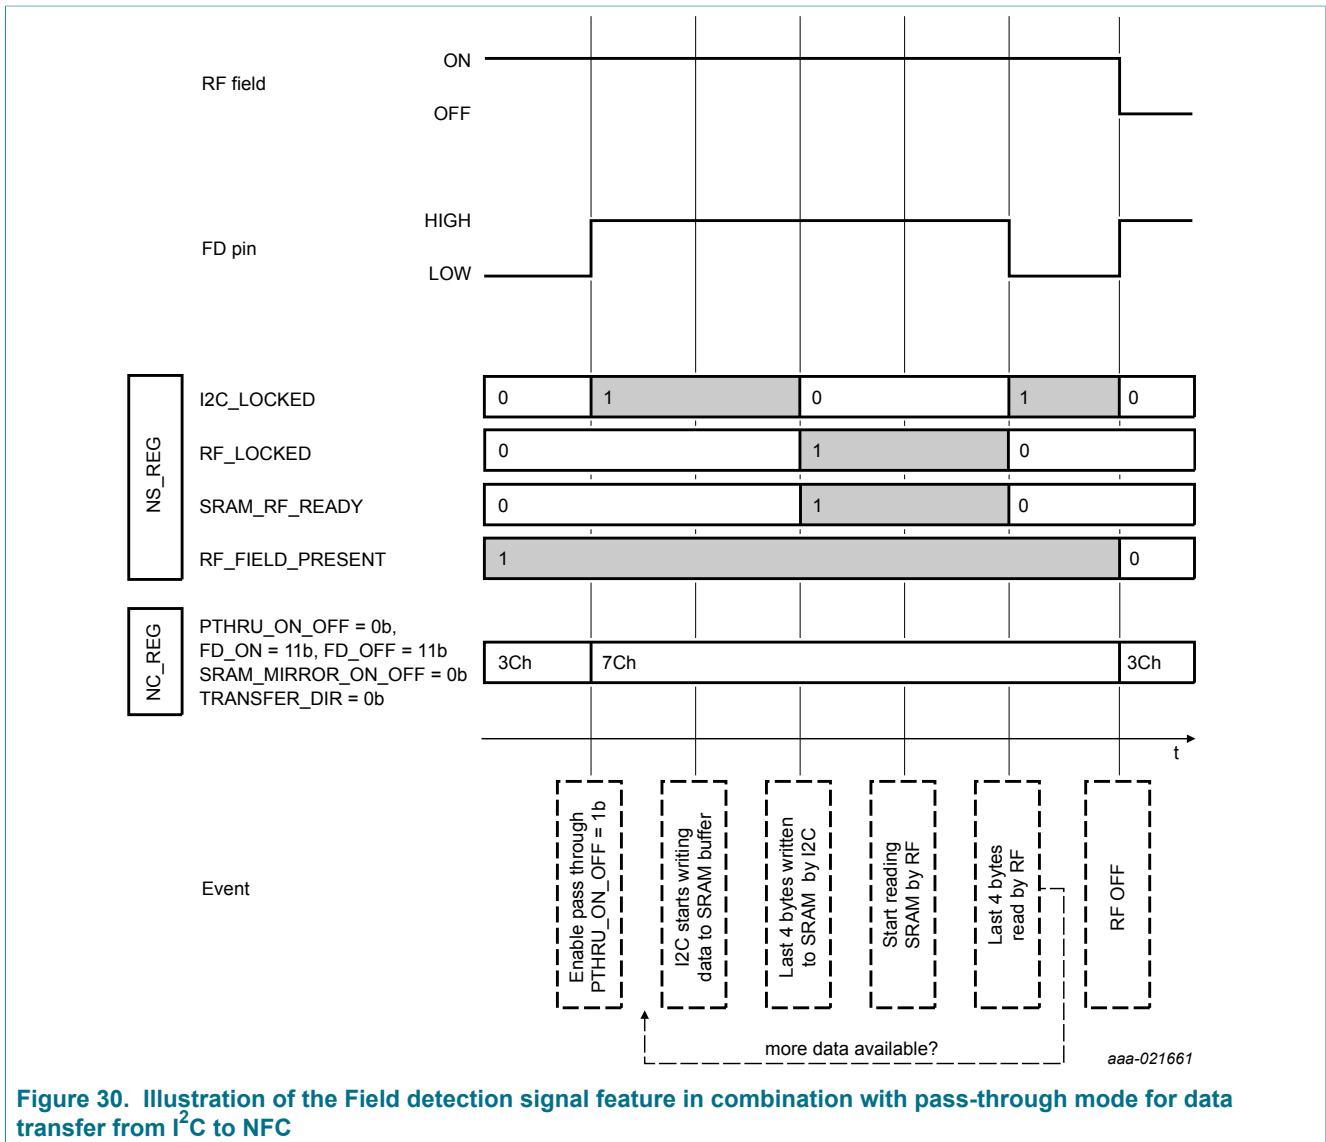 ON
RF field
OFF
HIGH
FD pin
LOW
NS_REG
I2C_LOCKED 0 1 0 1 0
RF_LOCKED 0 1 0
SRAM_RF_READY 0 1 0
RF_FIELD_PRESENT 1 0
NC_REG
PTHRU_ON_OFF = 0b,
FD_ON = 11b, FD_OFF = 11b
SRAM_MIRROR_ON_OFF = 0b
TRANSFER_DIR = 0b
3Ch 7Ch 3Ch
t
Event
Enable pass through
PTHRU_ON_OFF = 1b
I2C starts writing
data to SRAM buffer
Last 4 bytes written
to SRAM by I2C
Start reading
SRAM by RF
Last 4 bytes
read by RF
RF OFF
more data available?
aaa-021661
Figure 30. Illustration of the Field detection signal feature in combination with pass-through mode for data
transfer from I²C to NFC